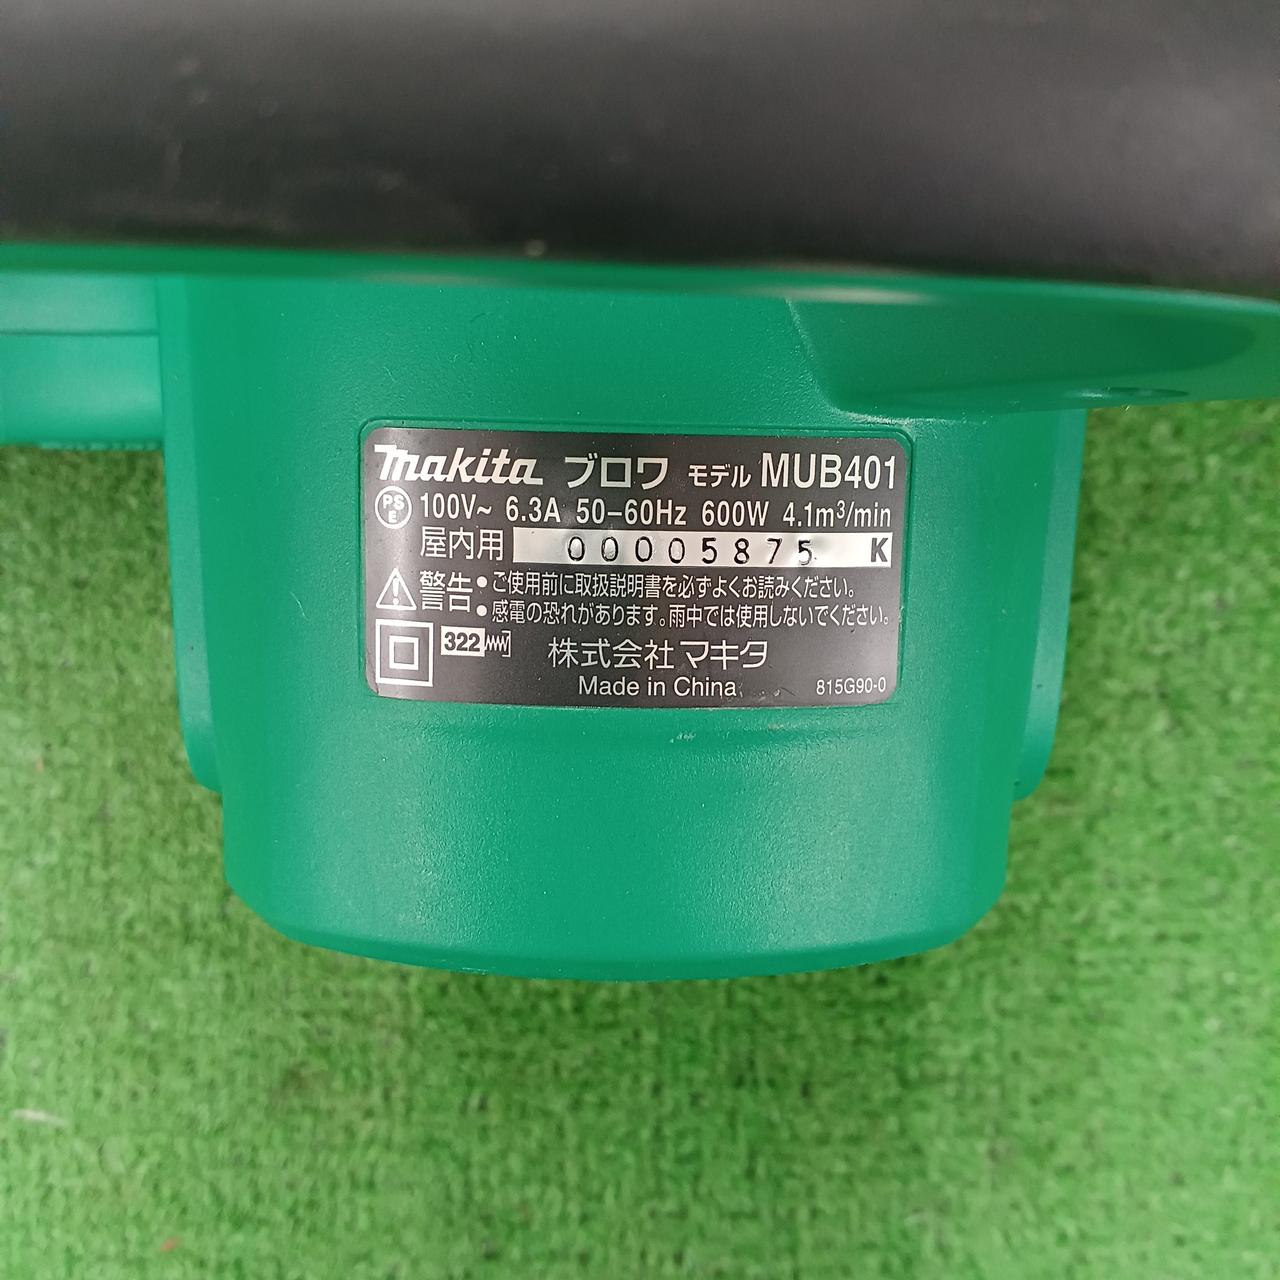 makita ブロワ モデル MUB401
PS E 100V~ 6.3A 50-60Hz 600W 4.1m³/min
屋内用 00005875 K
警告 •ご使用前に取扱説明書を必ずよくお読みください。
•感電の恐れがあります。雨中では使用しないでください。
322 株式会社マキタ
Made in China 815G90-0